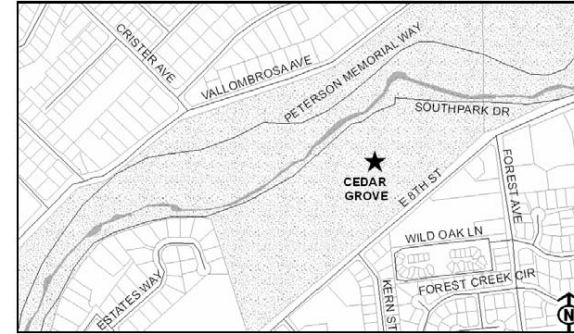 CRISTER AVE
VALLOMBROSA AVE
PETERSON MEMORIAL WAY
SOUTHPARK DR
CEDAR
GROVE
E 8TH ST
FOREST AVE
WILD OAK LN
ESTATES WAY
KERN ST
FOREST CREEK CIR
N